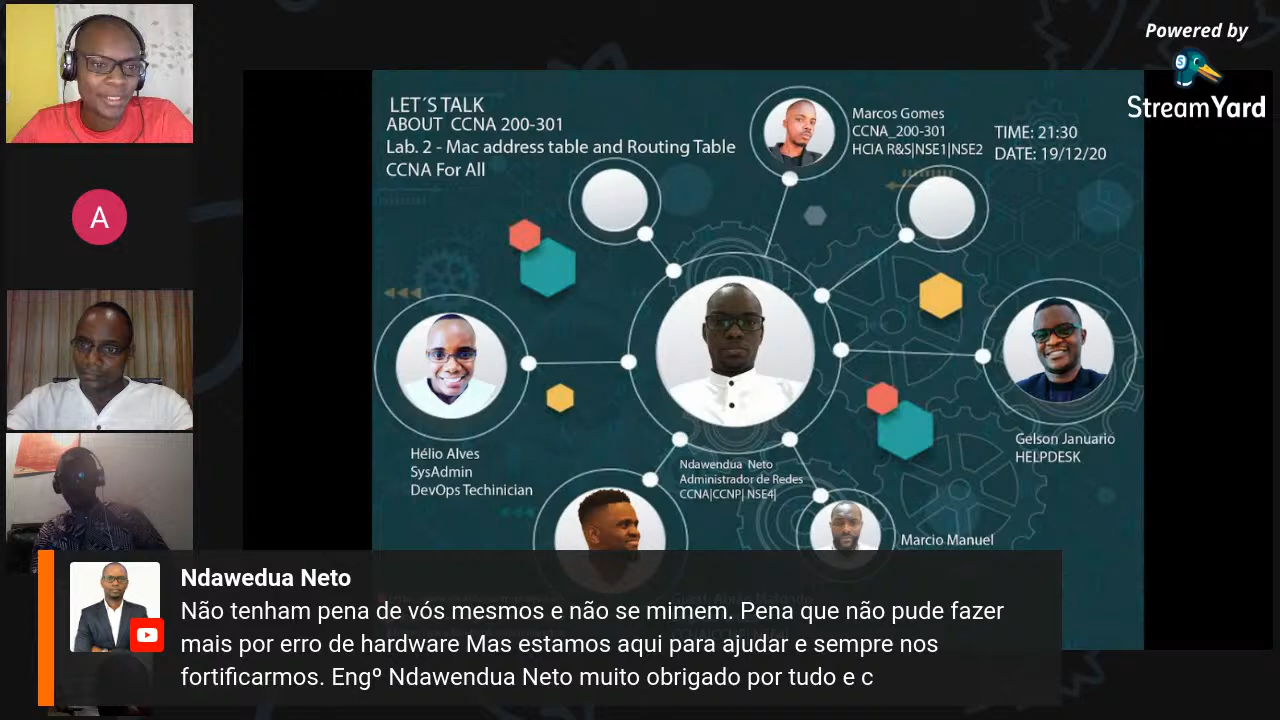 Powered by
StreamYard
A
LET´S TALK
ABOUT CCNA 200-301
Lab. 2 - Mac address table and Routing Table
CCNA For All
Marcos Gomes
CCNA_200-301
HCIA R&S|NSE1|NSE2
TIME: 21:30
DATE: 19/12/20
Hélio Alves
SysAdmin
DevOps Techinician
Ndawendua Neto
Administrador de Redes
CCNA|CCNP| NSE4|
Gelson Januario
HELPDESK
Marcio Manuel
Ndawedua Neto
Não tenham pena de vós mesmos e não se mimem. Pena que não pude fazer
mais por erro de hardware Mas estamos aqui para ajudar e sempre nos
fortificarmos. Engº Ndawendua Neto muito obrigado por tudo e c